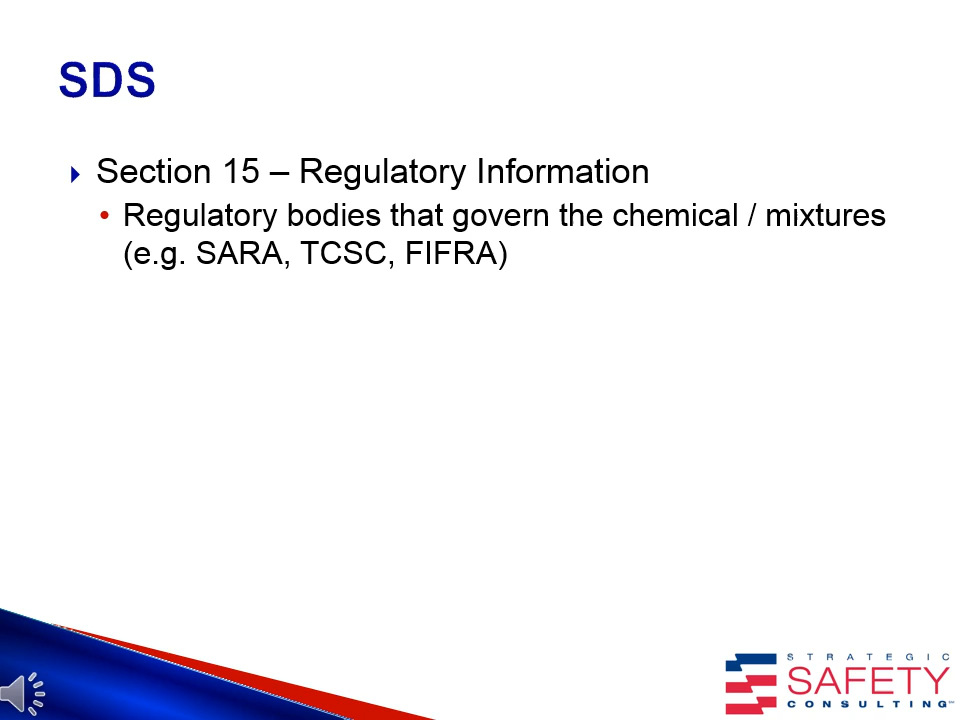 SDS
Section 15 – Regulatory Information
• Regulatory bodies that govern the chemical / mixtures
(e.g. SARA, TCSC, FIFRA)
STRATEGIC
SAFETY
CONSULTING